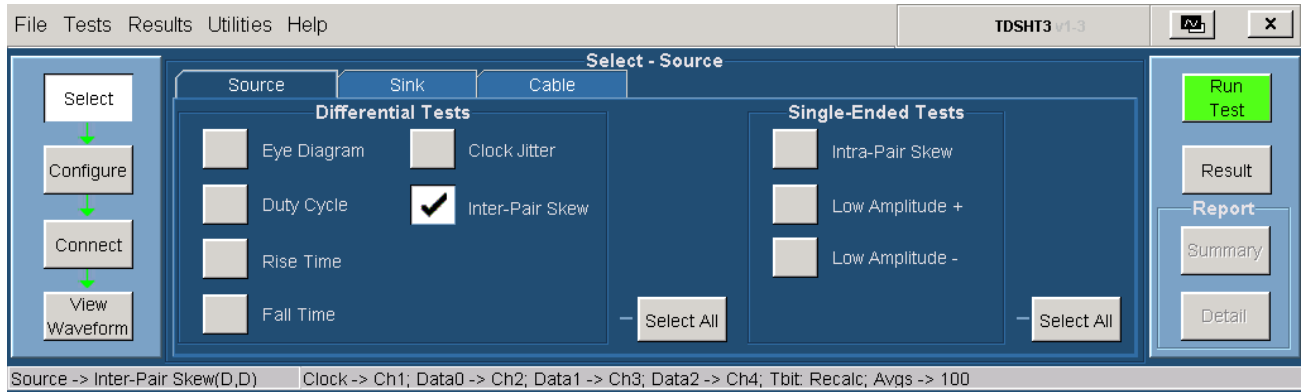 File Tests Results Utilities Help
TDSHT3 v1-3
x
Select - Source
Select
Configure
Connect
View
Waveform
Source Sink Cable
Differential Tests
Eye Diagram Clock Jitter
Duty Cycle Inter-Pair Skew
Rise Time
Fall Time
Select All
Single-Ended Tests
Intra-Pair Skew
Low Amplitude +
Low Amplitude -
Select All
Run
Test
Result
Report
Summary
Detail
Source -> Inter-Pair Skew(D,D) Clock -> Ch1; Data0 -> Ch2; Data1 -> Ch3; Data2 -> Ch4; Tbit: Recalc; Avgs -> 100